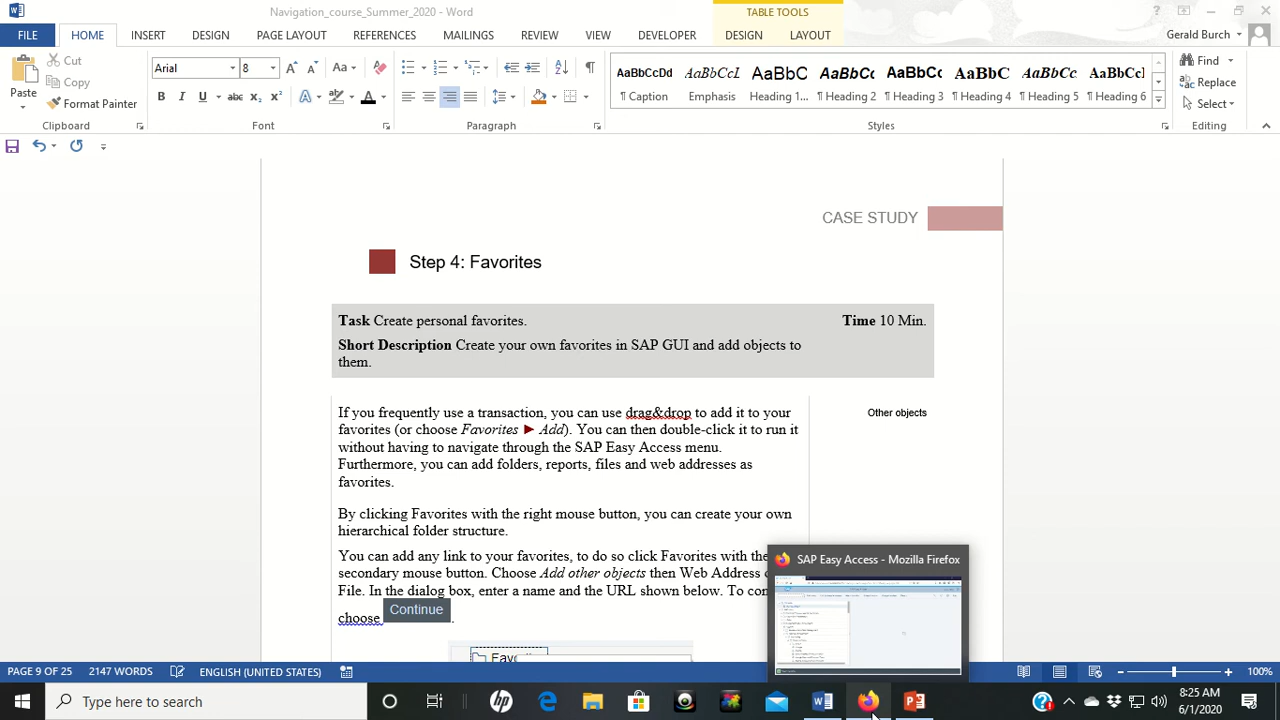 Navigation_course_Summer_2020 - Word
TABLE TOOLS
?
FILE HOME INSERT DESIGN PAGE LAYOUT REFERENCES MAILINGS REVIEW VIEW DEVELOPER DESIGN LAYOUT Gerald Burch
Paste
Cut
Copy
Format Painter
Clipboard
Arial 8
Aa
B I U abc x₂ x² A A
Font
Paragraph
AaBbCcDd AaBbCcL AaBbC AaBbCc AaBbCc AaBbC AaBbCc AaBbCc
¶ Caption Emphasis Heading 1... ¶ Heading 2 ¶ Heading 3 ¶ Heading 4 ¶ Heading 5 ¶ Heading 6
Styles
Find
Replace
Select
Editing
CASE STUDY
Step 4: Favorites
Task Create personal favorites.
Time 10 Min.
Short Description Create your own favorites in SAP GUI and add objects to
them.
If you frequently use a transaction, you can use drag&drop to add it to your
Other objects
favorites (or choose Favorites ► Add). You can then double-click it to run it
without having to navigate through the SAP Easy Access menu.
Furthermore, you can add folders, reports, files and web addresses as
favorites.
By clicking Favorites with the right mouse button, you can create your own
hierarchical folder structure.
You can add any link to your favorites, to do so click Favorites with the
secondary mouse button. Choose Add other objects then Web Address
File. In the dialog box, enter a name and the URL shown below. To
choose Continue .
SAP Easy Access - Mozilla Firefox
PAGE 9 OF 25 3147 WORDS ENGLISH (UNITED STATES) 100%
Type here to search
8:25 AM
6/1/2020